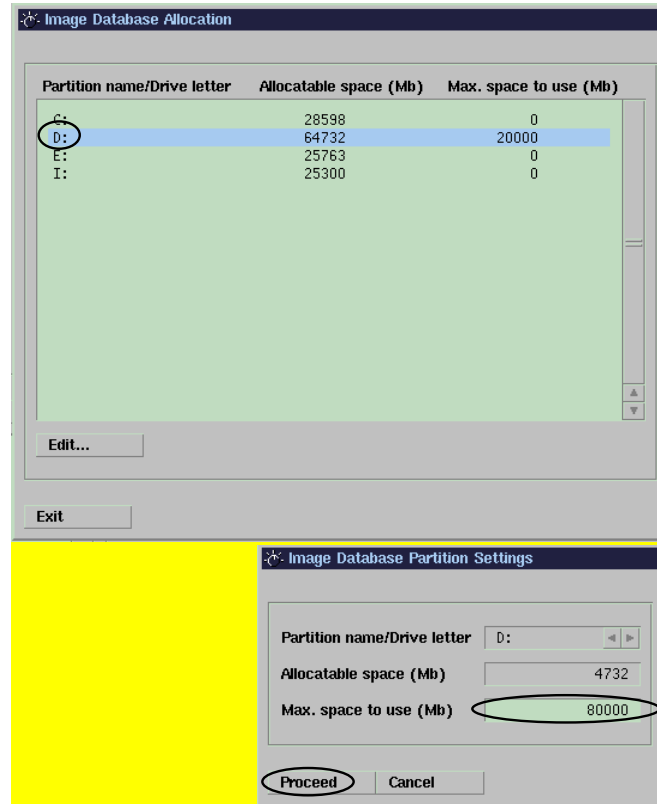 Image Database Allocation
Partition name/Drive letter Allocatable space (Mb) Max. space to use (Mb)
C: 28598 0
D: 64732 20000
E: 25763 0
I: 25300 0
Edit...
Exit
Image Database Partition Settings
Partition name/Drive letter D:
Allocatable space (Mb) 4732
Max. space to use (Mb) 80000
Proceed Cancel